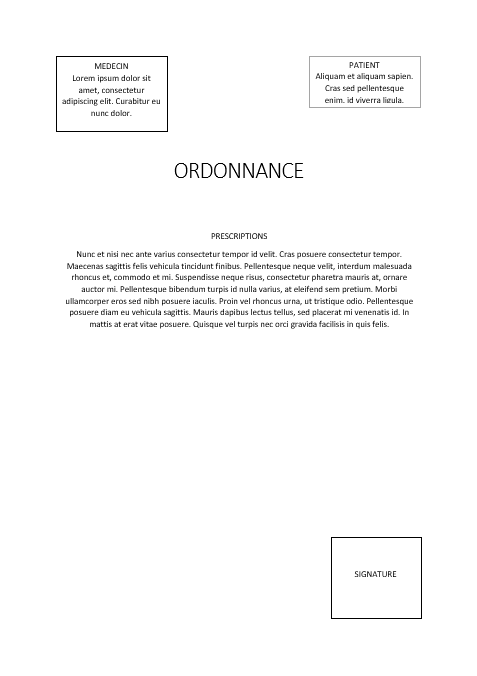 MEDECIN
Lorem ipsum dolor sit
amet, consectetur
adipiscing elit. Curabitur eu
nunc dolor.
PATIENT
Aliquam et aliquam sapien.
Cras sed pellentesque
enim. id viverra ligula.
ORDONNANCE
PRESCRIPTIONS
Nunc et nisi nec ante varius consectetur tempor id velit. Cras posuere consectetur tempor.
Maecenas sagittis felis vehicula tincidunt finibus. Pellentesque neque velit, interdum malesuada
rhoncus et, commodo et mi. Suspendisse neque risus, consectetur pharetra mauris at, ornare
auctor mi. Pellentesque bibendum turpis id nulla varius, at eleifend sem pretium. Morbi
ullamcorper eros sed nibh posuere iaculis. Proin vel rhoncus urna, ut tristique odio. Pellentesque
posuere diam eu vehicula sagittis. Mauris dapibus lectus tellus, sed placerat mi venenatis id. In
mattis at erat vitae posuere. Quisque vel turpis nec orci gravida facilisis in quis felis.
SIGNATURE